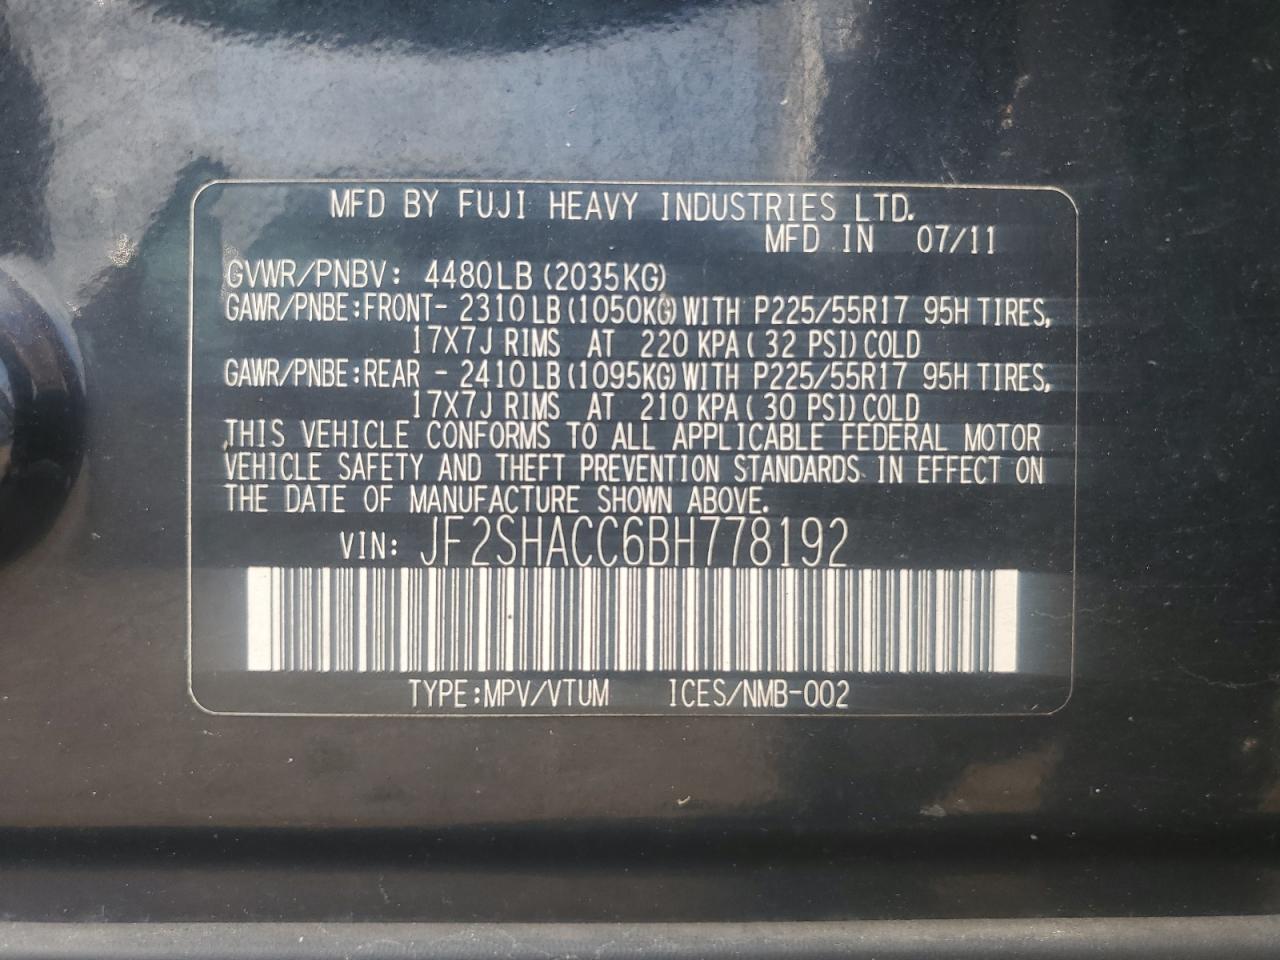 MFD BY FUJI HEAVY INDUSTRIES LTD.
MFD IN 07/11
GVWR/PNBV: 4480LB (2035KG)
GAWR/PNBE:FRONT- 2310LB (1050KG) WITH P225/55R17 95H TIRES,
17X7J RIMS AT 220 KPA ( 32 PSI) COLD
GAWR/PNBE:REAR - 2410LB (1095KG) WITH P225/55R17 95H TIRES,
17X7J RIMS AT 210 KPA ( 30 PSI) COLD
THIS VEHICLE CONFORMS TO ALL APPLICABLE FEDERAL MOTOR
VEHICLE SAFETY AND THEFT PREVENTION STANDARDS IN EFFECT ON
THE DATE OF MANUFACTURE SHOWN ABOVE.
VIN: JF2SHACC6BH778192
TYPE:MPV/VTUM ICES/NMB-002